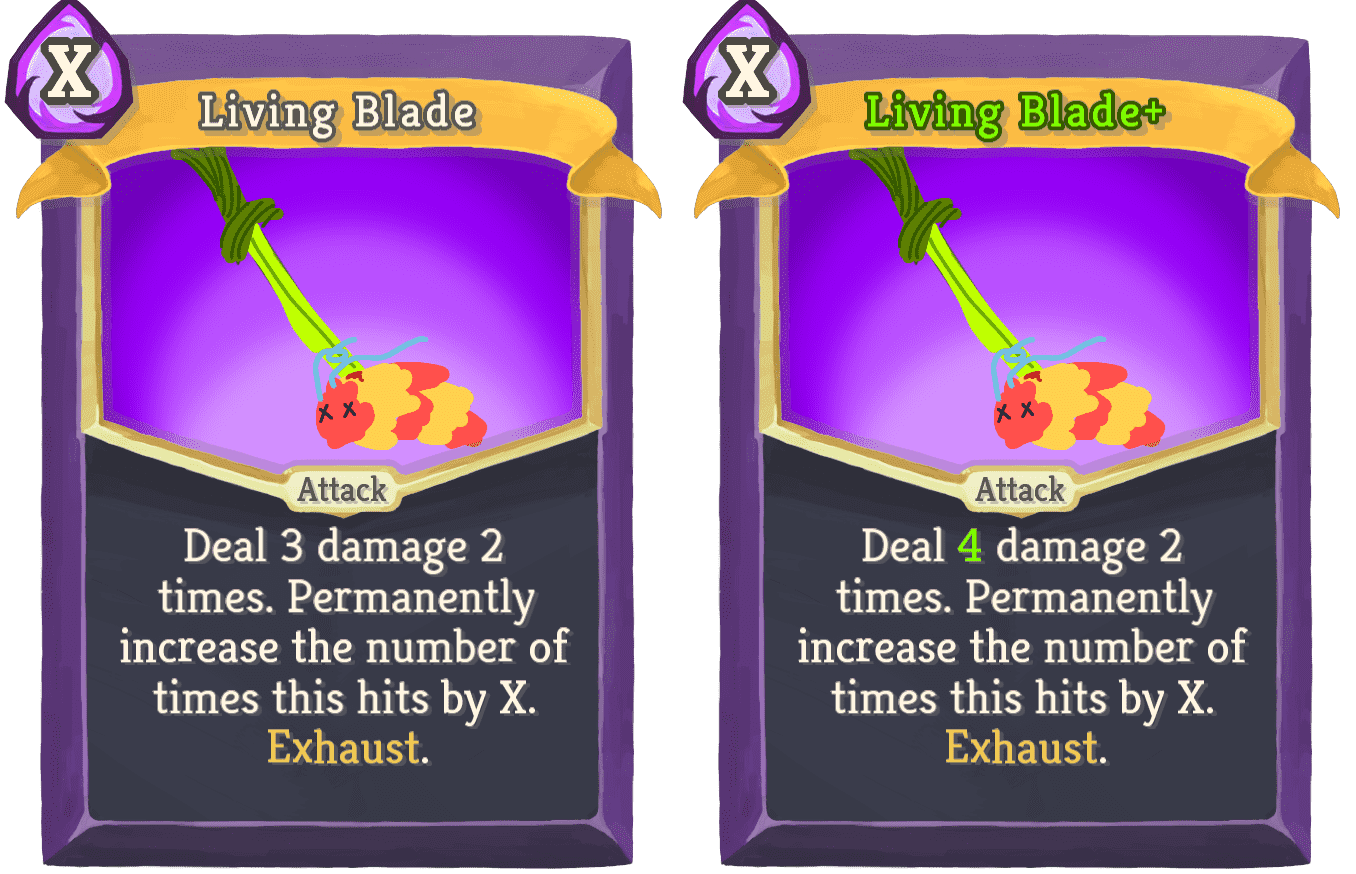 X
Living Blade
Attack
Deal 3 damage 2
times. Permanently
increase the number of
times this hits by X.
Exhaust.
X
Living Blade+
Attack
Deal 4 damage 2
times. Permanently
increase the number of
times this hits by X.
Exhaust.